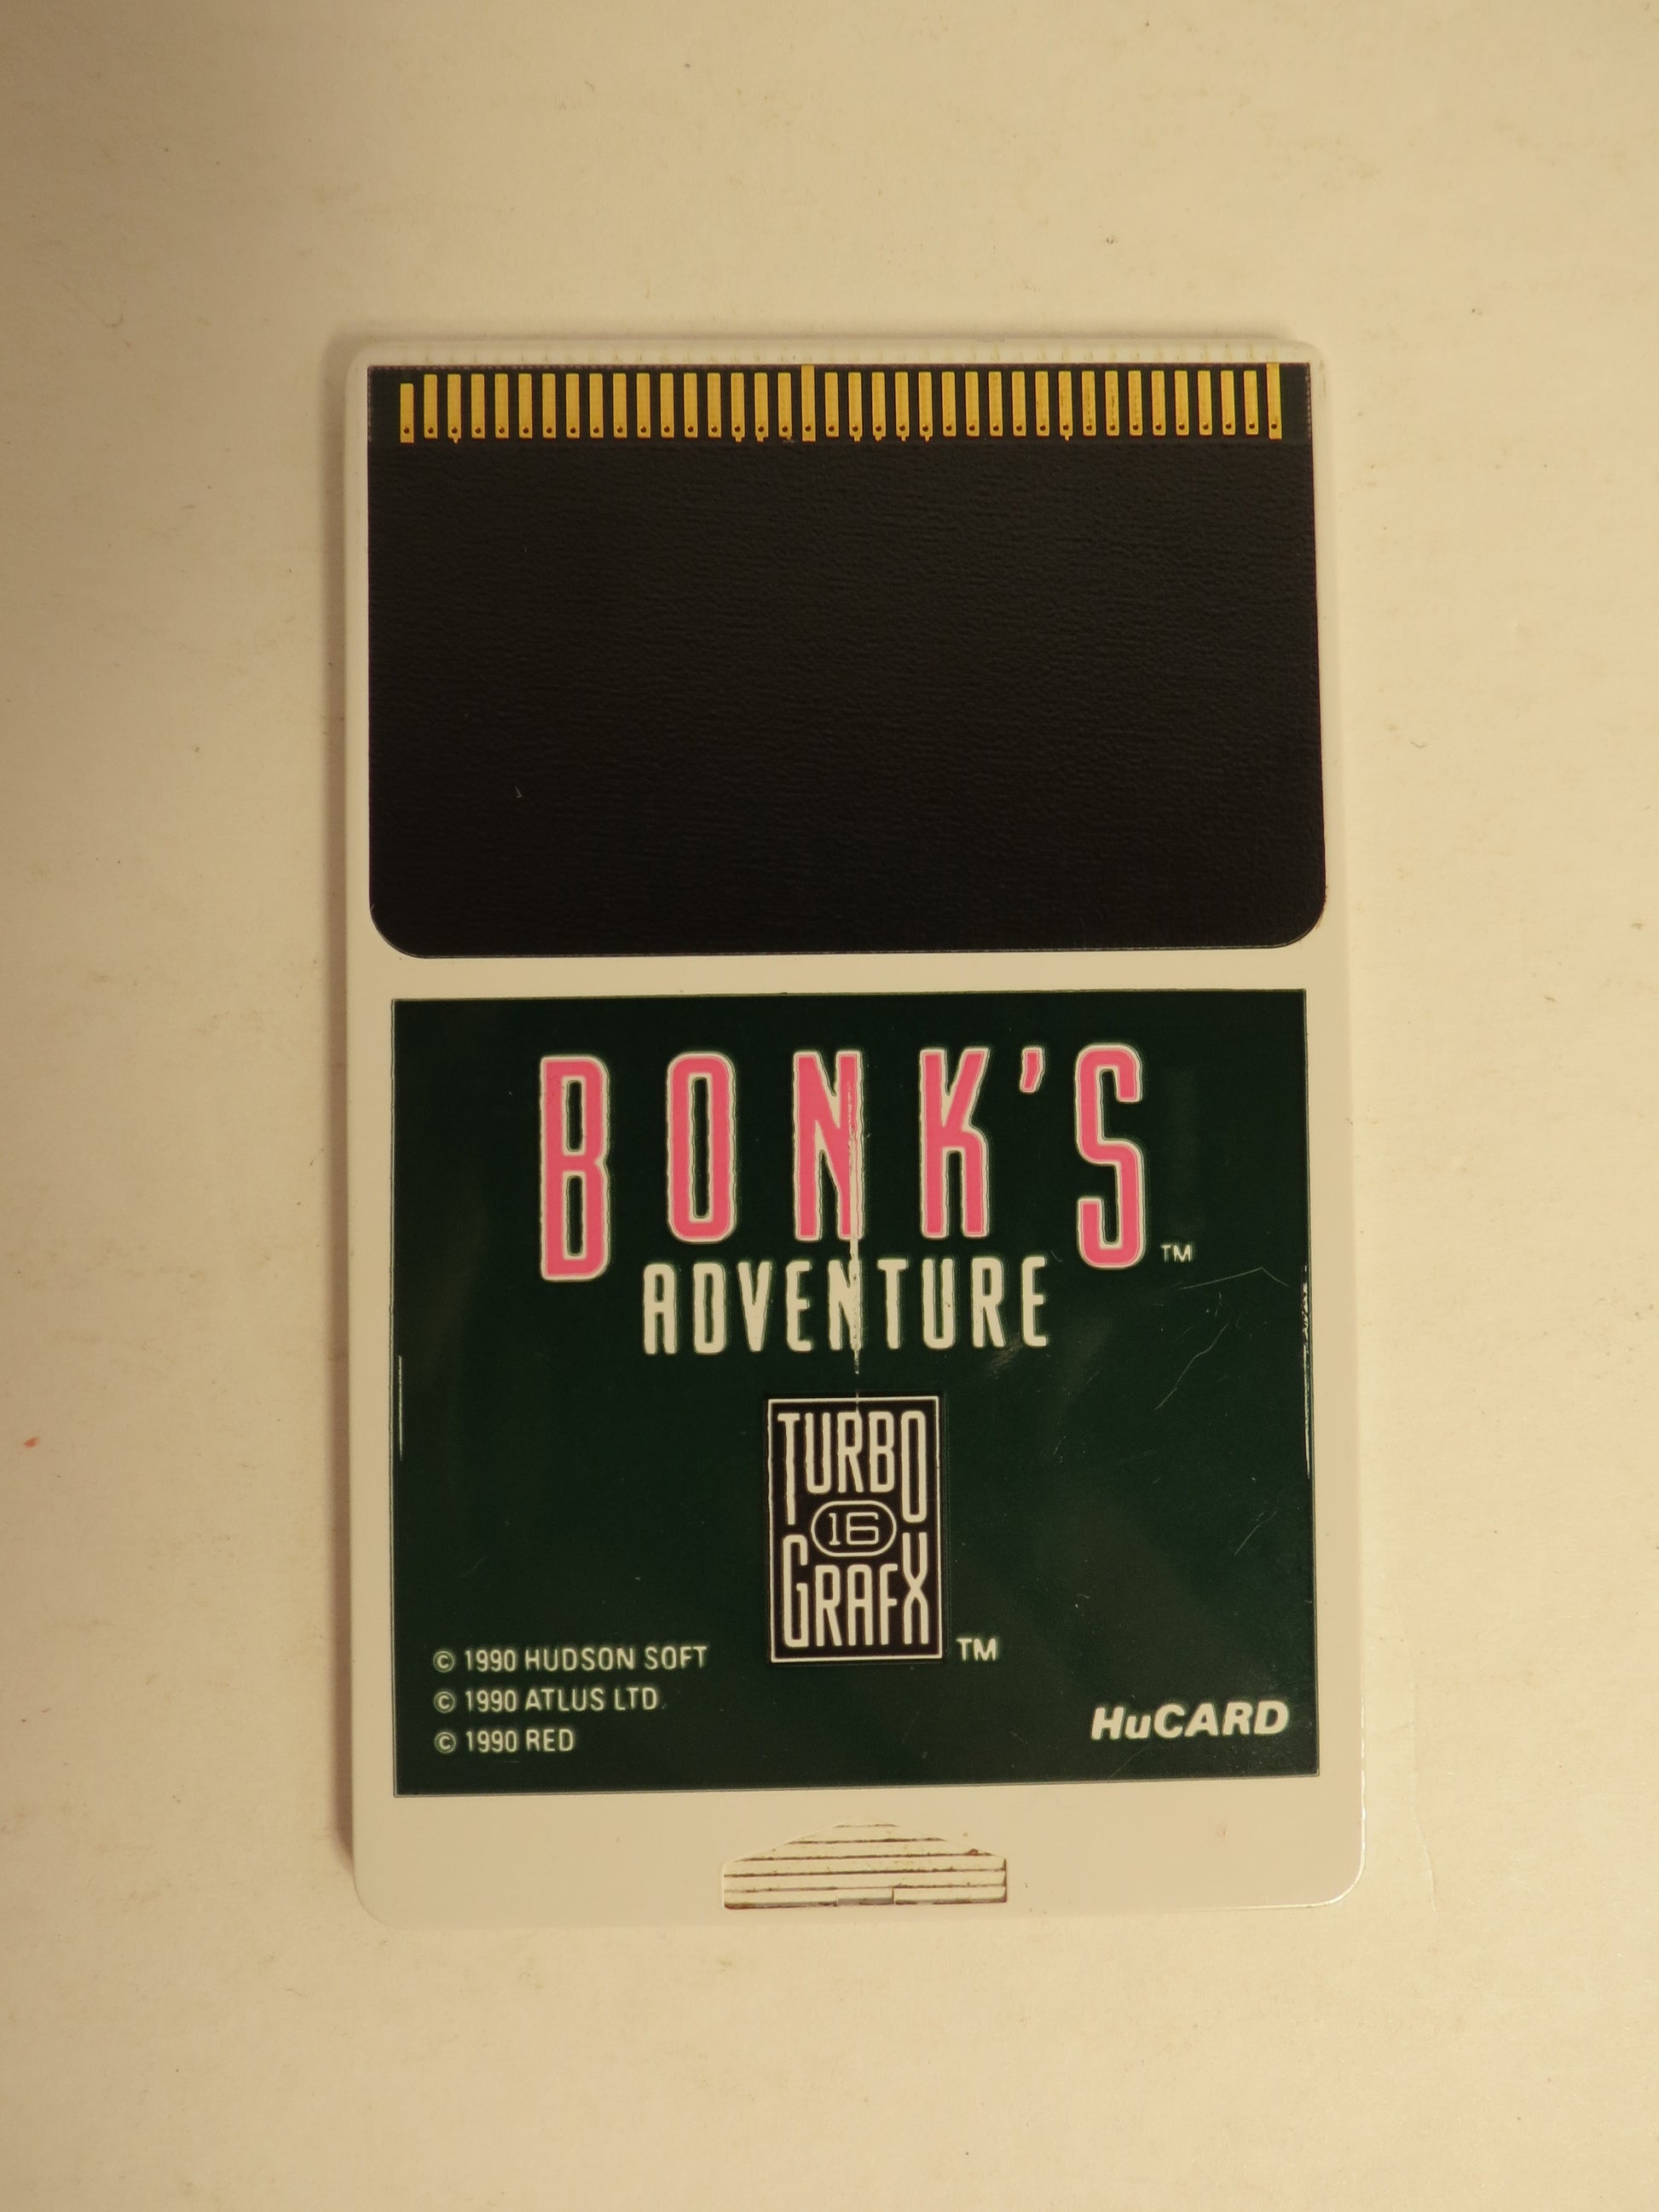 BONK'S TM
ADVENTURE
TURBO
16
GRAFX
TM
© 1990 HUDSON SOFT
© 1990 ATLUS LTD.
© 1990 RED
HuCARD